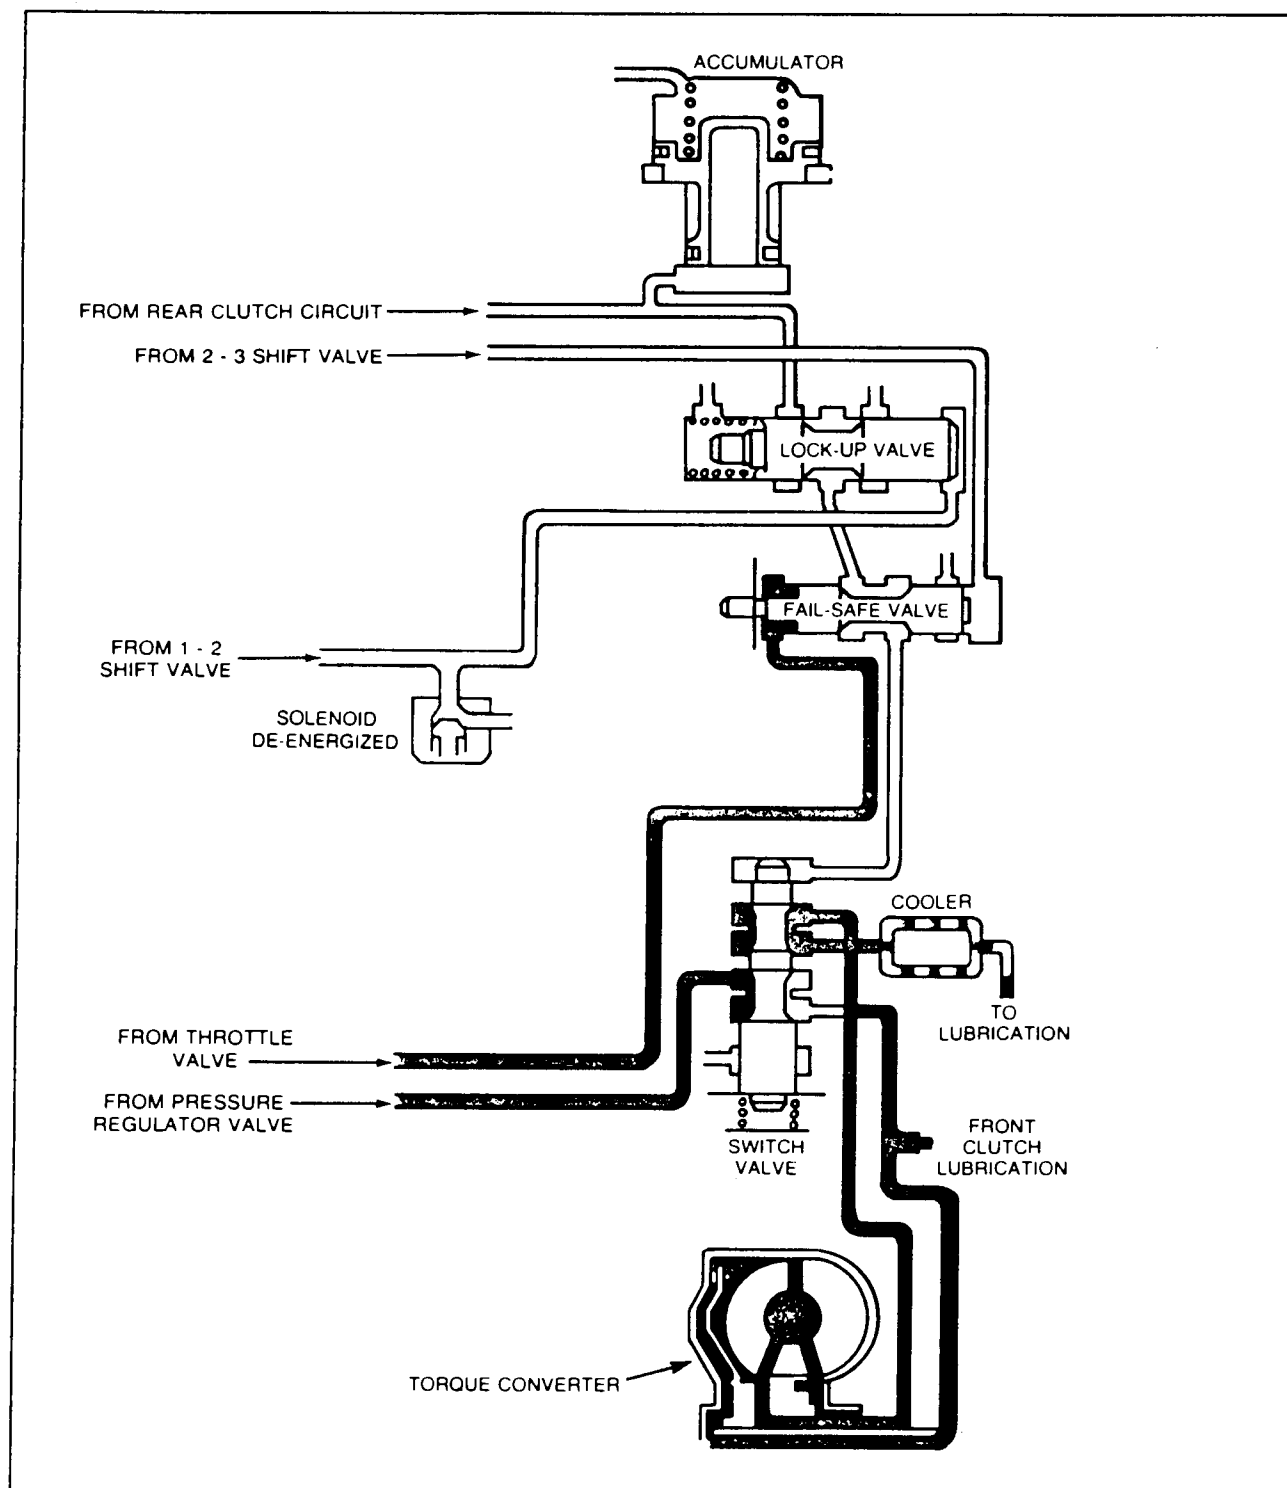 ACCUMULATOR
FROM REAR CLUTCH CIRCUIT
FROM 2 - 3 SHIFT VALVE
LOCK-UP VALVE
FAIL-SAFE VALVE
FROM 1 - 2
SHIFT VALVE
SOLENOID
DE-ENERGIZED
COOLER
TO
LUBRICATION
FROM THROTTLE
VALVE
FROM PRESSURE
REGULATOR VALVE
SWITCH
VALVE
FRONT
CLUTCH
LUBRICATION
TORQUE CONVERTER